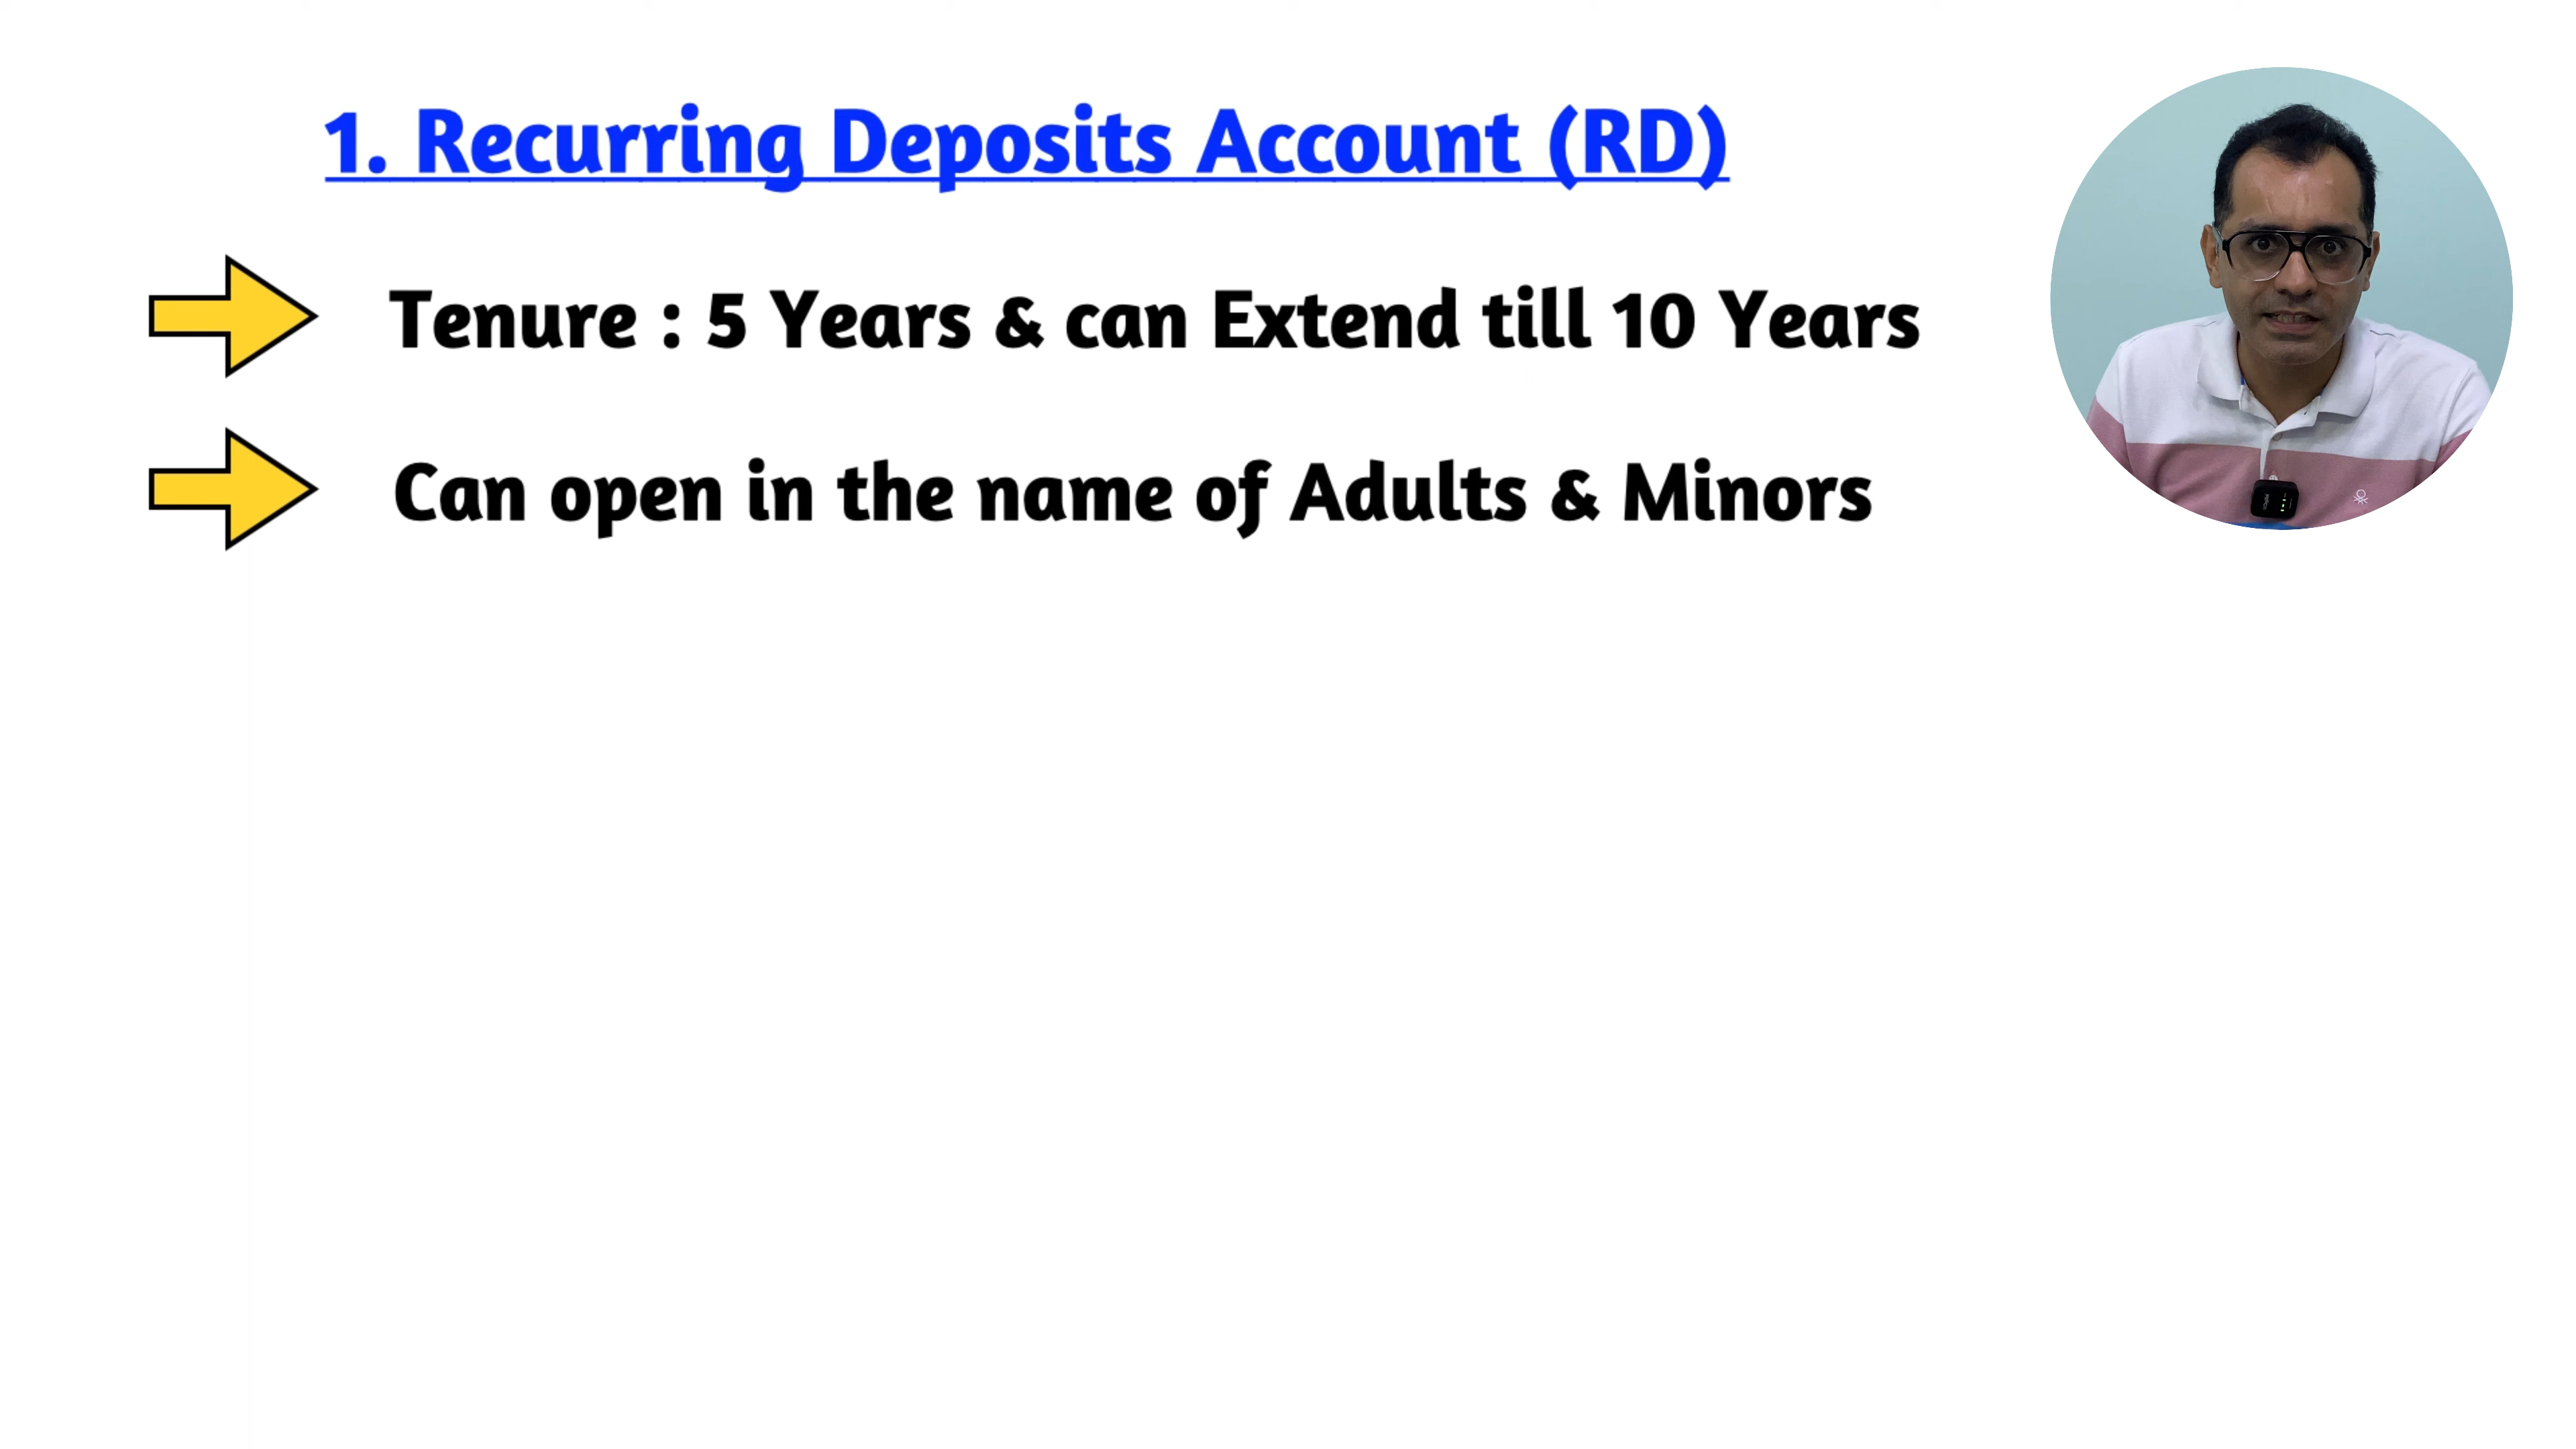 1. Recurring Deposits Account (RD)
Tenure : 5 Years & can Extend till 10 Years
Can open in the name of Adults & Minors